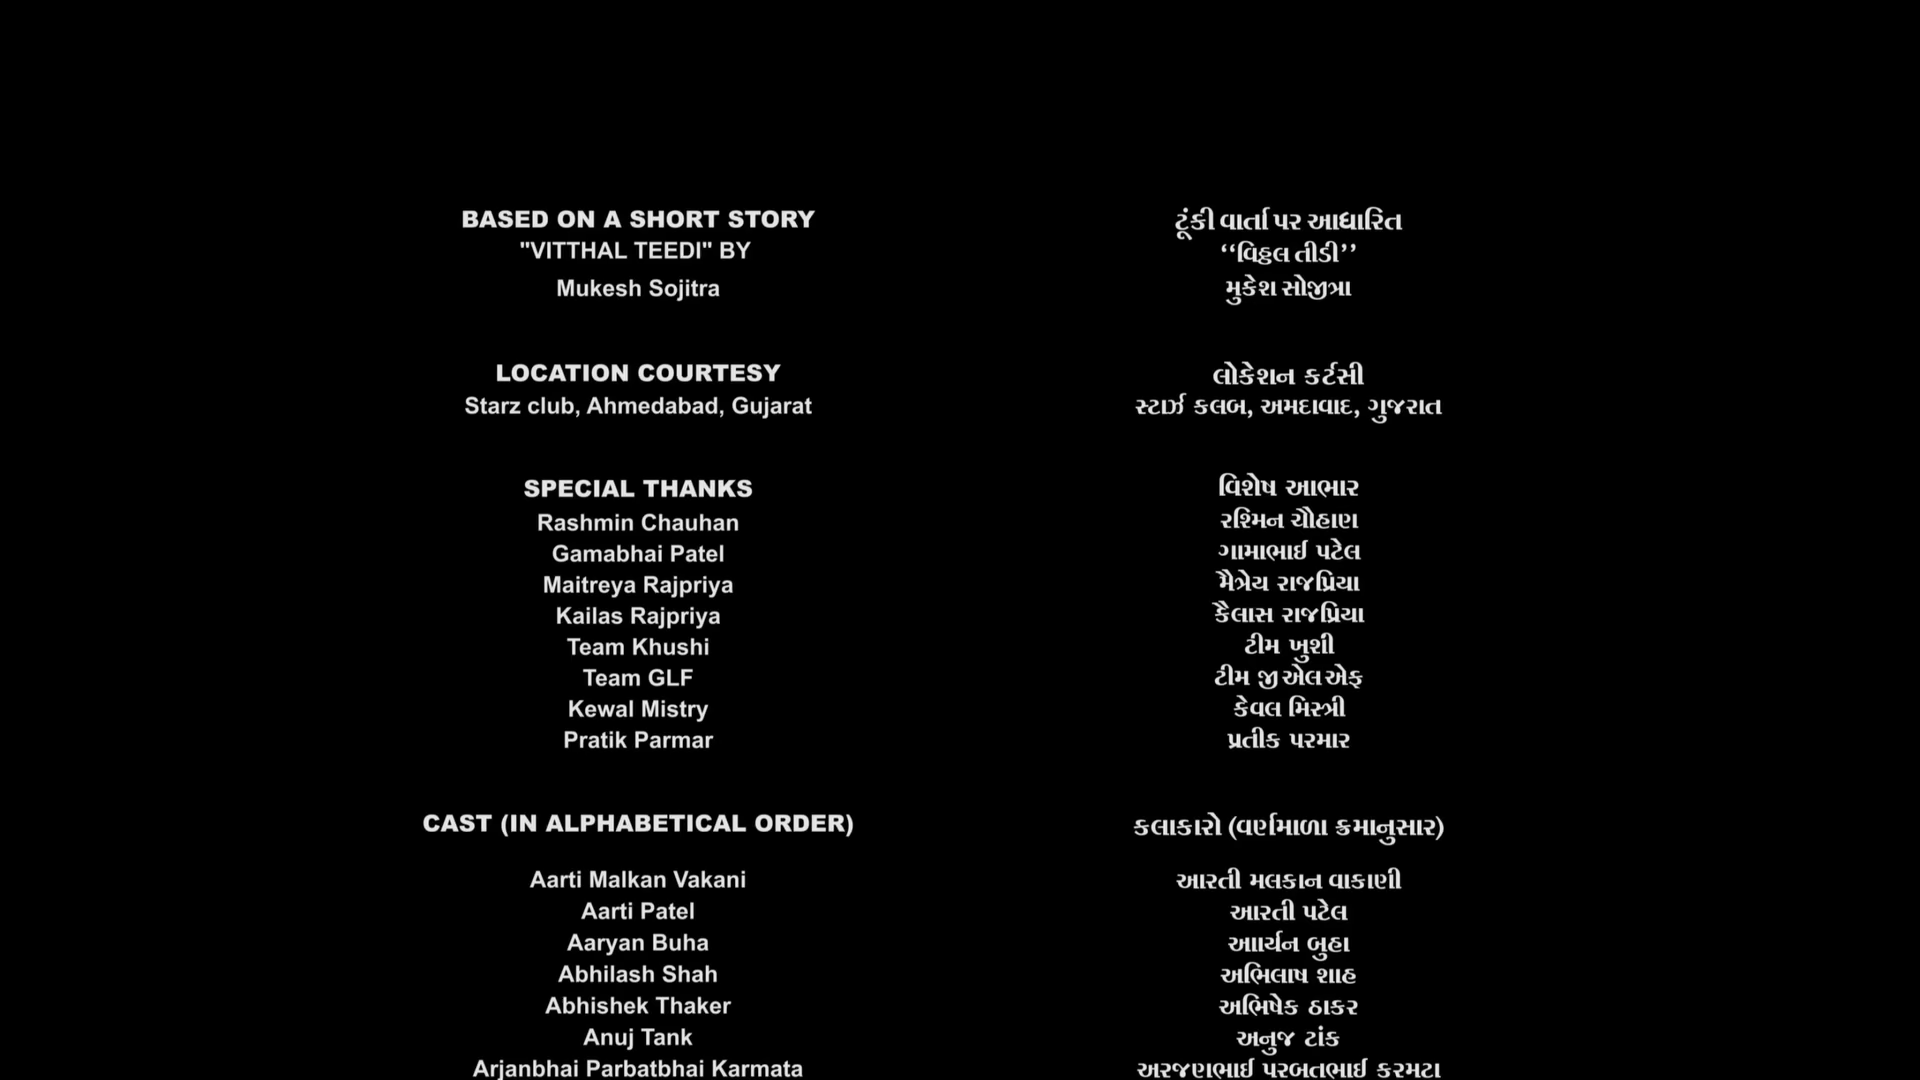 BASED ON A SHORT STORY
"VITTHAL TEEDI" BY
Mukesh Sojitra
LOCATION COURTESY
Starz club, Ahmedabad, Gujarat
SPECIAL THANKS
Rashmin Chauhan
Gamabhai Patel
Maitreya Rajpriya
Kailas Rajpriya
Team Khushi
Team GLF
Kewal Mistry
Pratik Parmar
CAST (IN ALPHABETICAL ORDER)
Aarti Malkan Vakani
Aarti Patel
Aaryan Buha
Abhilash Shah
Abhishek Thaker
Anuj Tank
Arjanbhai Parbatbhai Karmata
ટૂંકી વાર્તા પર આધારિત
‘‘વિઠ્ઠલ તીડી’’
મુકેશ સોજીત્રા
લોકેશન કર્ટસી
સ્ટાર્ઝ કલબ, અમદાવાદ, ગુજરાત
વિશેષ આભાર
રશ્મિન ચૌહાણ
ગામાભાઈ પટેલ
મૈત્રેય રાજપ્રિયા
કૈલાસ રાજપ્રિયા
ટીમ ખુશી
ટીમ જીએલએફ
કેવલ મિસ્ત્રી
પ્રતીક પરમાર
કલાકારો (વર્ણમાળા ક્રમાનુસાર)
આરતી મલકાન વાકાણી
આરતી પટેલ
આાર્યન બુહા
અભિલાષ શાહ
અભિષેક ઠાકર
અનુજ ટાંક
અરજણભાઈ પરબતભાઈ કરમટા